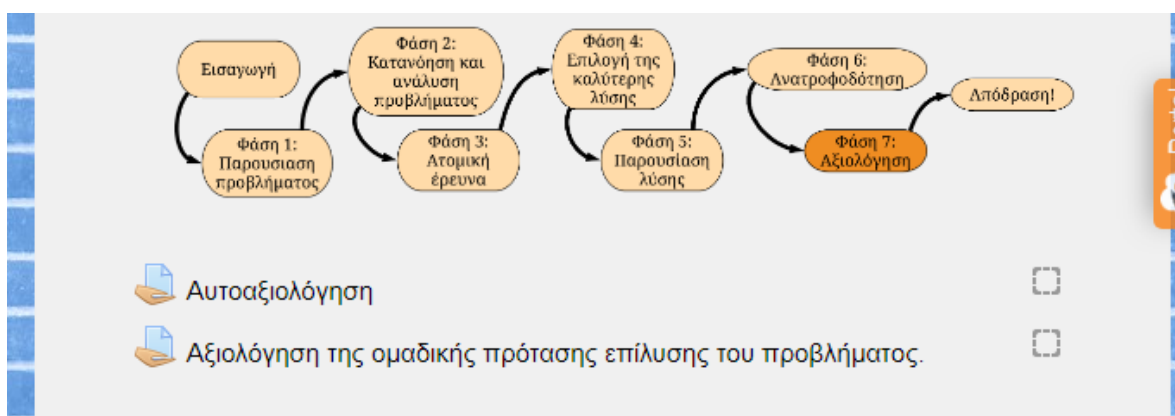 Εισαγωγή
Φάση 1:
Παρουσιαση
προβλήματος
Φάση 2:
Κατανόηση και
ανάλυση
προβλήματος
Φάση 3:
Ατομική
έρευνα
Φάση 4:
Επιλογή της
καλύτερης
λύσης
Φάση 5:
Παρουσίαση
λύσης
Φάση 6:
Ανατροφοδότηση
Φάση 7:
Αξιολόγηση
Απόδραση!
Αυτοαξιολόγηση
Αξιολόγηση της ομαδικής πρότασης επίλυσης του προβλήματος.